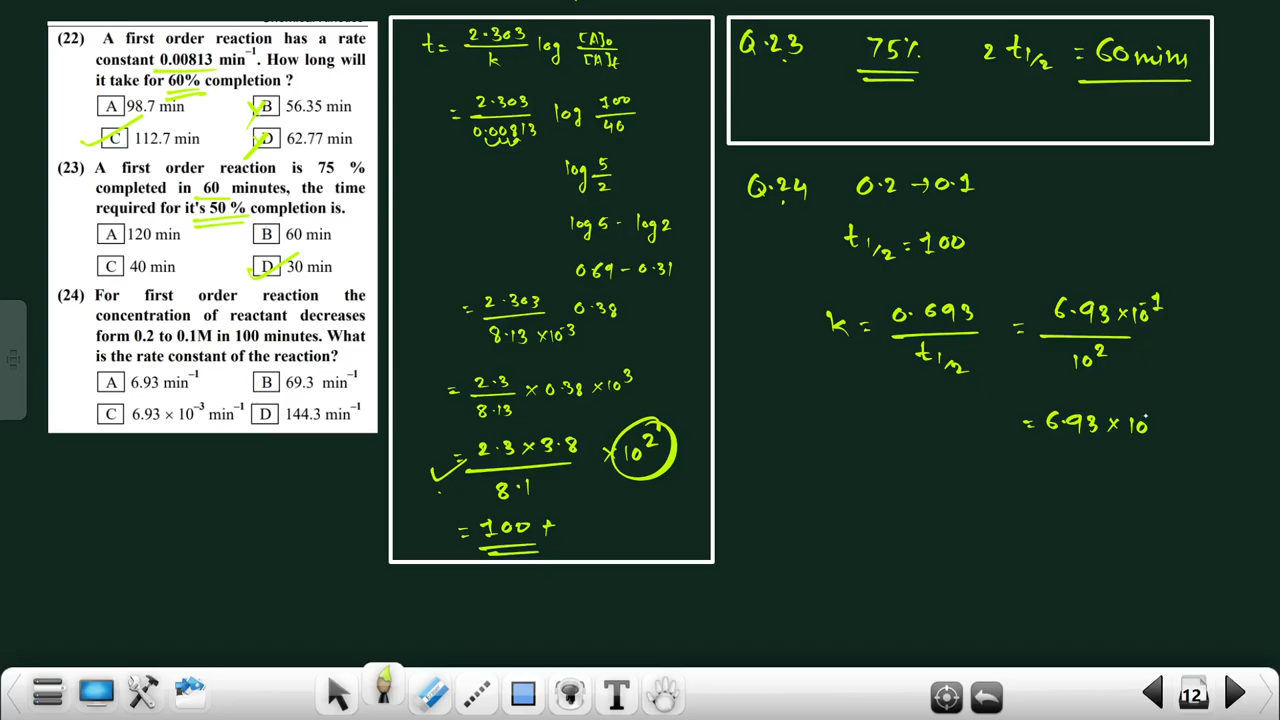 (22) A first order reaction has a rate
constant 0.00813 min⁻¹. How long will
it take for 60% completion ?
A 98.7 min B 56.35 min
C 112.7 min D 62.77 min
(23) A first order reaction is 75 %
completed in 60 minutes, the time
required for it's 50 % completion is.
A 120 min B 60 min
C 40 min D 30 min
(24) For first order reaction the
concentration of reactant decreases
form 0.2 to 0.1M in 100 minutes. What
is the rate constant of the reaction?
A 6.93 min⁻¹ B 69.3 min⁻¹
C 6.93 × 10⁻³ min⁻¹ D 144.3 min⁻¹
t = 2.303/k log [A]₀/[A]t
= 2.303/0.00813 log 100/40
log 5/2
log 5 - log 2
0.69 - 0.31
= 2.303/8.13 × 10⁻³ 0.38
= 2.3/8.13 × 0.38 × 10³
= 2.3 × 3.8/8.1 × 10²
= 100 +
Q.23 75% 2 t1/2 = 60 mins
Q.24 0.2 → 0.1
t1/2 = 100
k = 0.693/t1/2 = 6.93 × 10⁻¹/10²
= 6.93 × 10
T
12